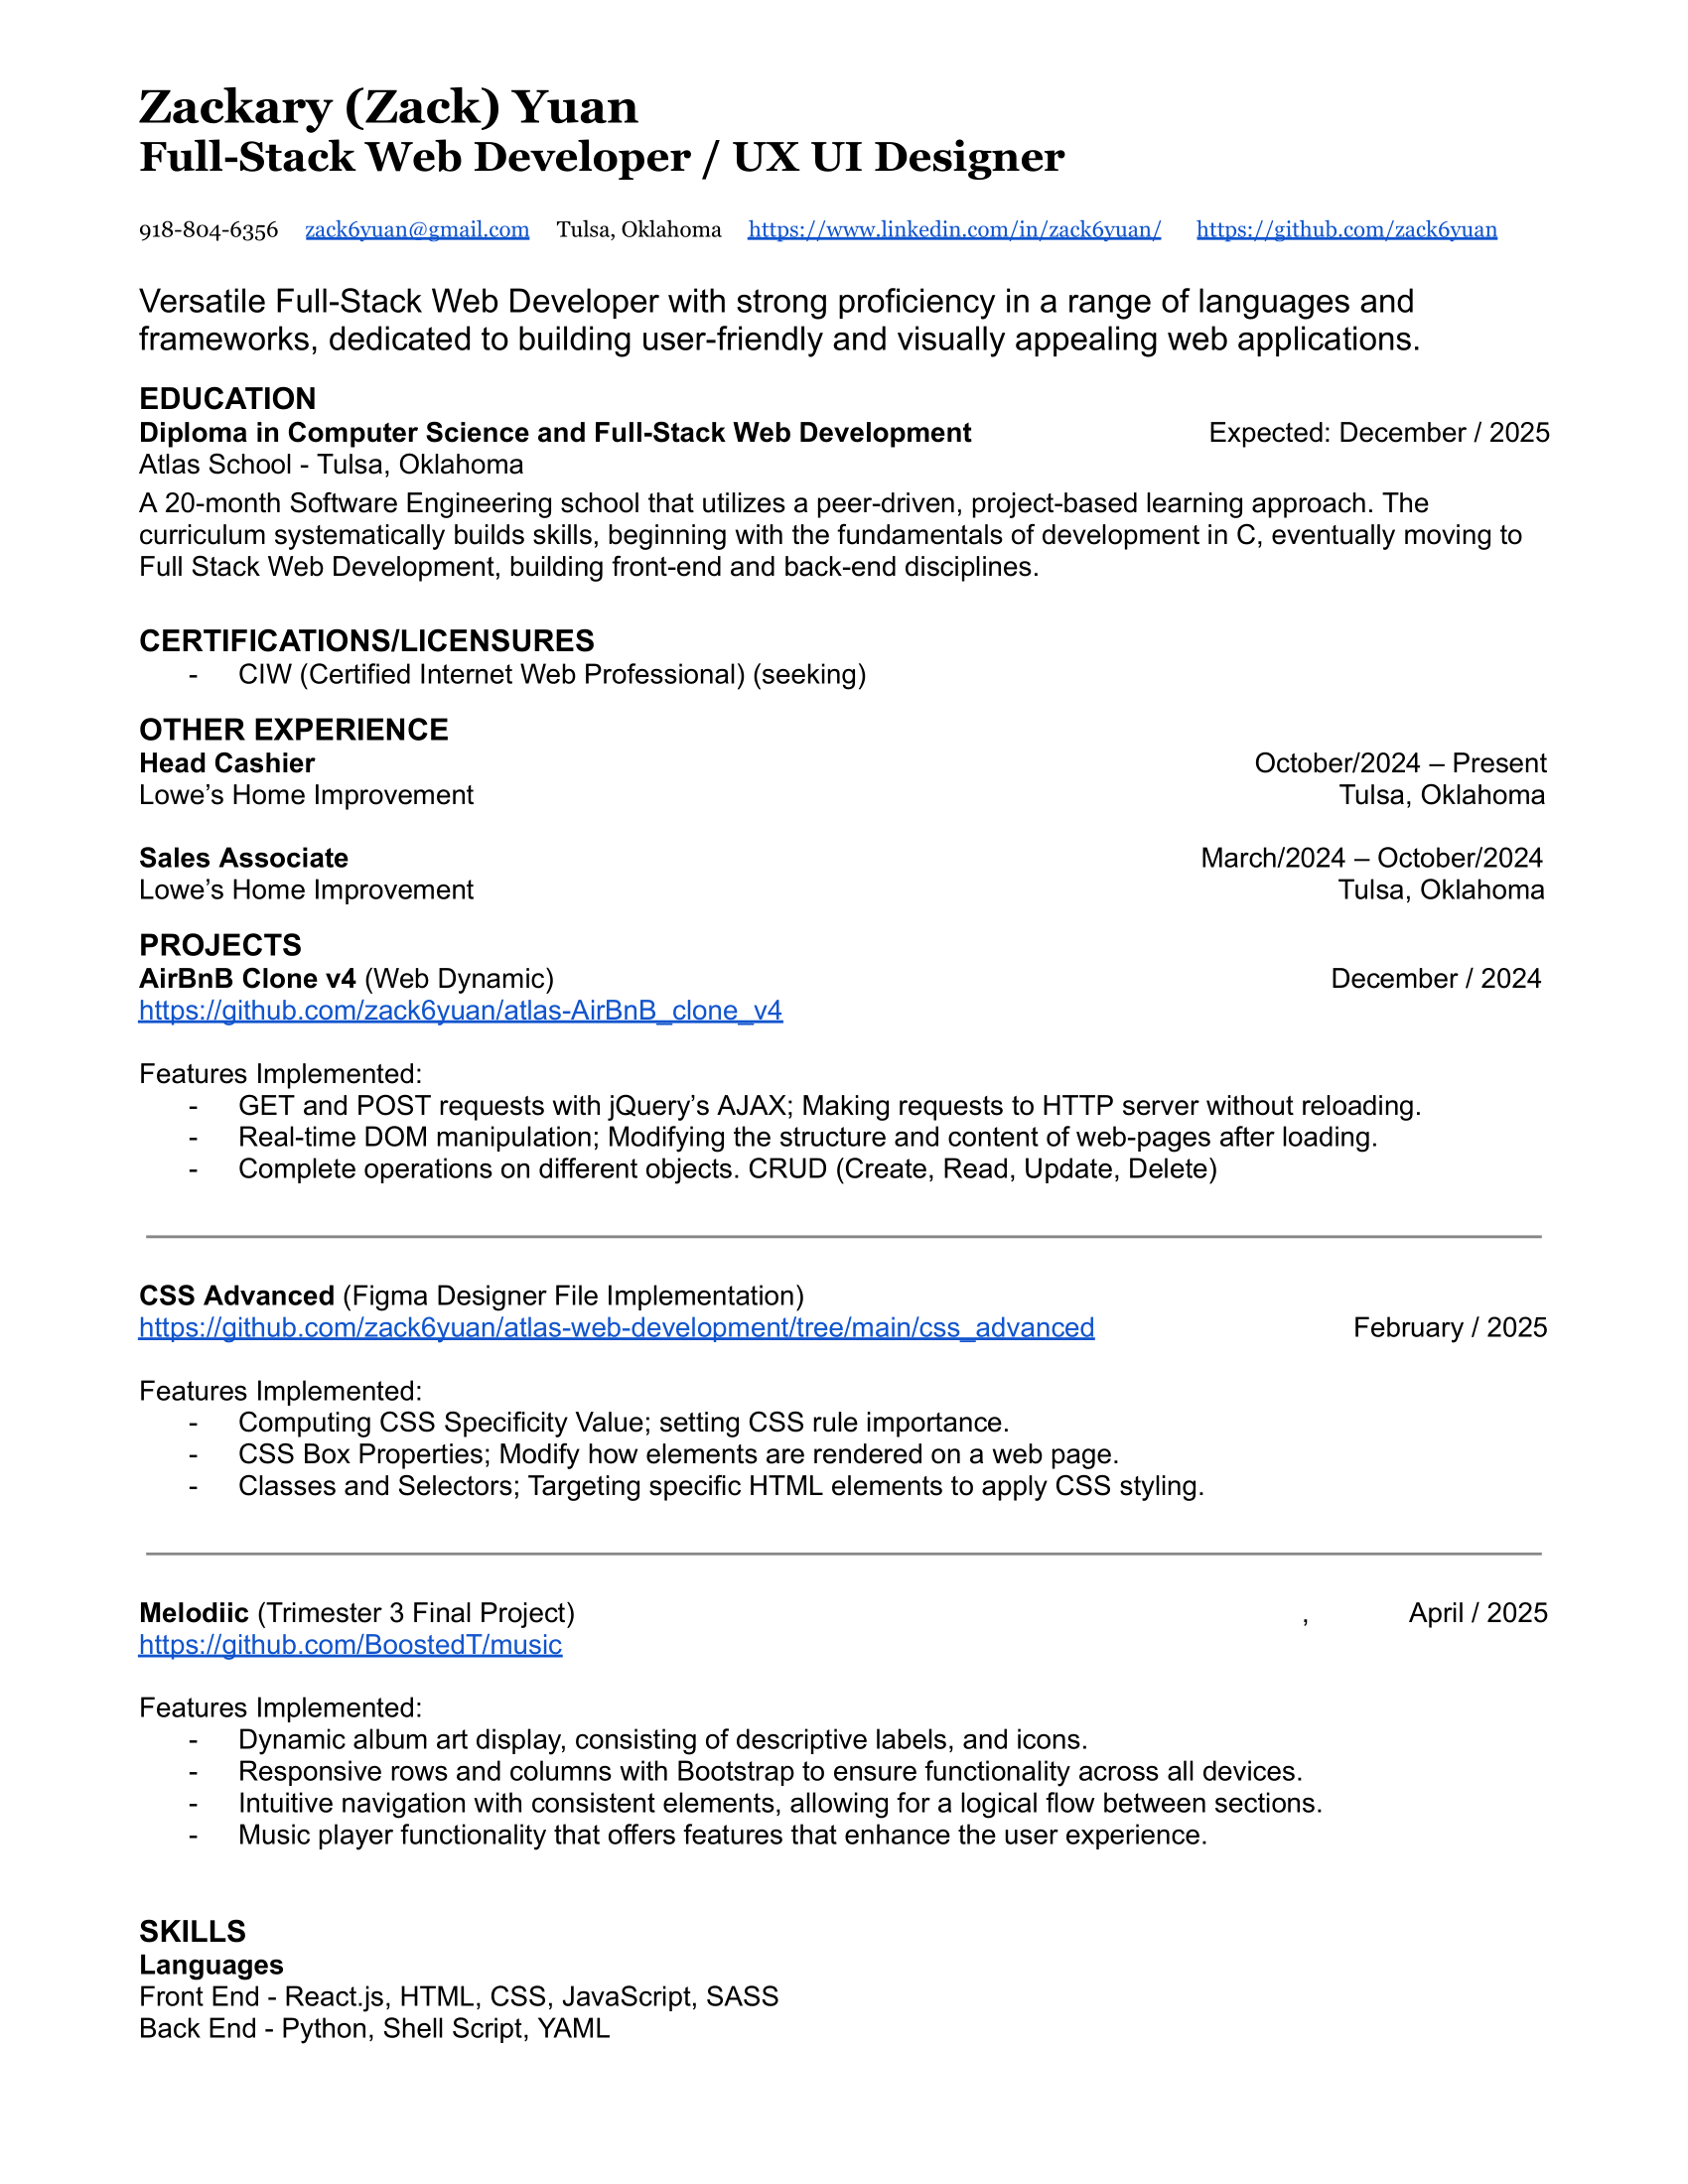 Zackary (Zack) Yuan
Full-Stack Web Developer / UX UI Designer
918-804-6356 zack6yuan@gmail.com Tulsa, Oklahoma https://www.linkedin.com/in/zack6yuan/ https://github.com/zack6yuan
Versatile Full-Stack Web Developer with strong proficiency in a range of languages and
frameworks, dedicated to building user-friendly and visually appealing web applications.
EDUCATION
Diploma in Computer Science and Full-Stack Web Development Expected: December / 2025
Atlas School - Tulsa, Oklahoma
A 20-month Software Engineering school that utilizes a peer-driven, project-based learning approach. The
curriculum systematically builds skills, beginning with the fundamentals of development in C, eventually moving to
Full Stack Web Development, building front-end and back-end disciplines.
CERTIFICATIONS/LICENSURES
- CIW (Certified Internet Web Professional) (seeking)
OTHER EXPERIENCE
Head Cashier October/2024 – Present
Lowe’s Home Improvement Tulsa, Oklahoma
Sales Associate March/2024 – October/2024
Lowe’s Home Improvement Tulsa, Oklahoma
PROJECTS
AirBnB Clone v4 (Web Dynamic) December / 2024
https://github.com/zack6yuan/atlas-AirBnB_clone_v4
Features Implemented:
- GET and POST requests with jQuery’s AJAX; Making requests to HTTP server without reloading.
- Real-time DOM manipulation; Modifying the structure and content of web-pages after loading.
- Complete operations on different objects. CRUD (Create, Read, Update, Delete)
CSS Advanced (Figma Designer File Implementation)
https://github.com/zack6yuan/atlas-web-development/tree/main/css_advanced February / 2025
Features Implemented:
- Computing CSS Specificity Value; setting CSS rule importance.
- CSS Box Properties; Modify how elements are rendered on a web page.
- Classes and Selectors; Targeting specific HTML elements to apply CSS styling.
Melodiic (Trimester 3 Final Project) , April / 2025
https://github.com/BoostedT/music
Features Implemented:
- Dynamic album art display, consisting of descriptive labels, and icons.
- Responsive rows and columns with Bootstrap to ensure functionality across all devices.
- Intuitive navigation with consistent elements, allowing for a logical flow between sections.
- Music player functionality that offers features that enhance the user experience.
SKILLS
Languages
Front End - React.js, HTML, CSS, JavaScript, SASS
Back End - Python, Shell Script, YAML